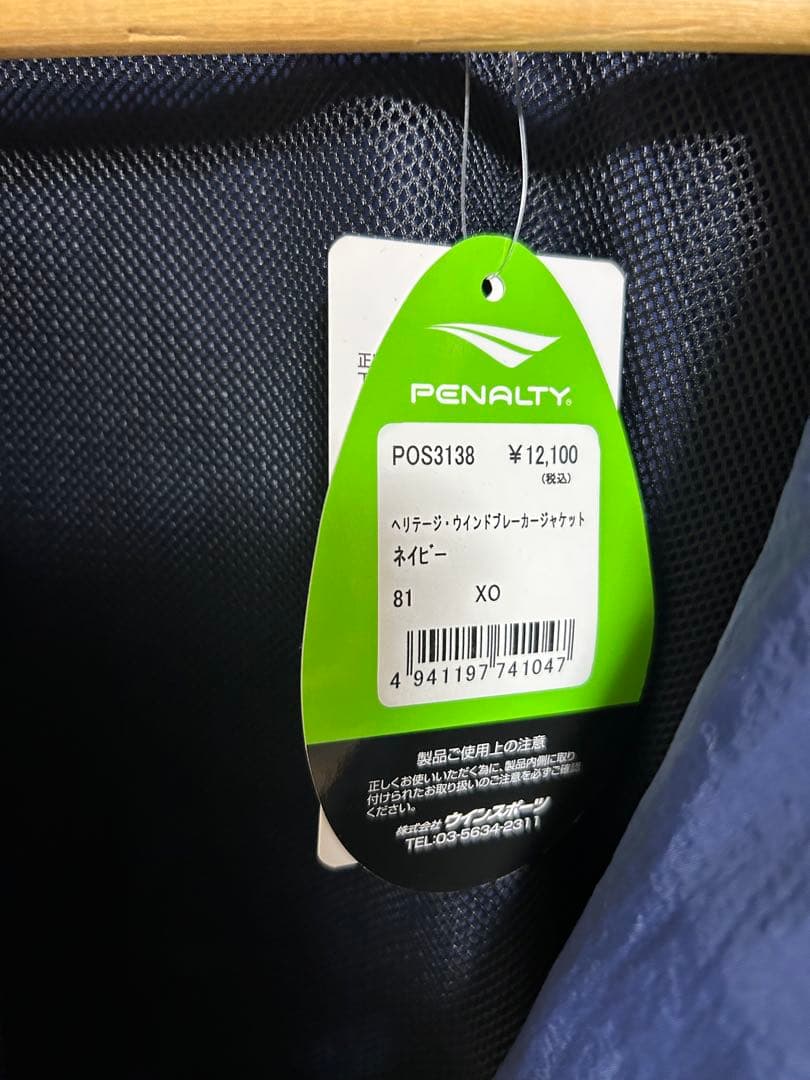 PENALTY
POS3138 ￥12,100
(税込)
ヘリテージ・ウインドブレーカージャケット
ネイビー
81 XO
4 941197 741047
製品ご使用上の注意
正しくお使いいただく為に、製品内側に取り
付けられたお取り扱いのご注意を必ずご確認
ください。
株式会社 ウインスポーツ
TEL:03-5634-2311